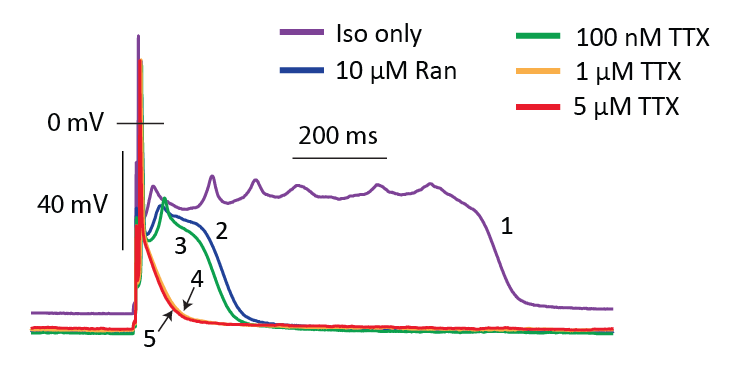 Iso only
10 µM Ran
100 nM TTX
1 µM TTX
5 µM TTX
0 mV
200 ms
40 mV
1
2
3
4
5